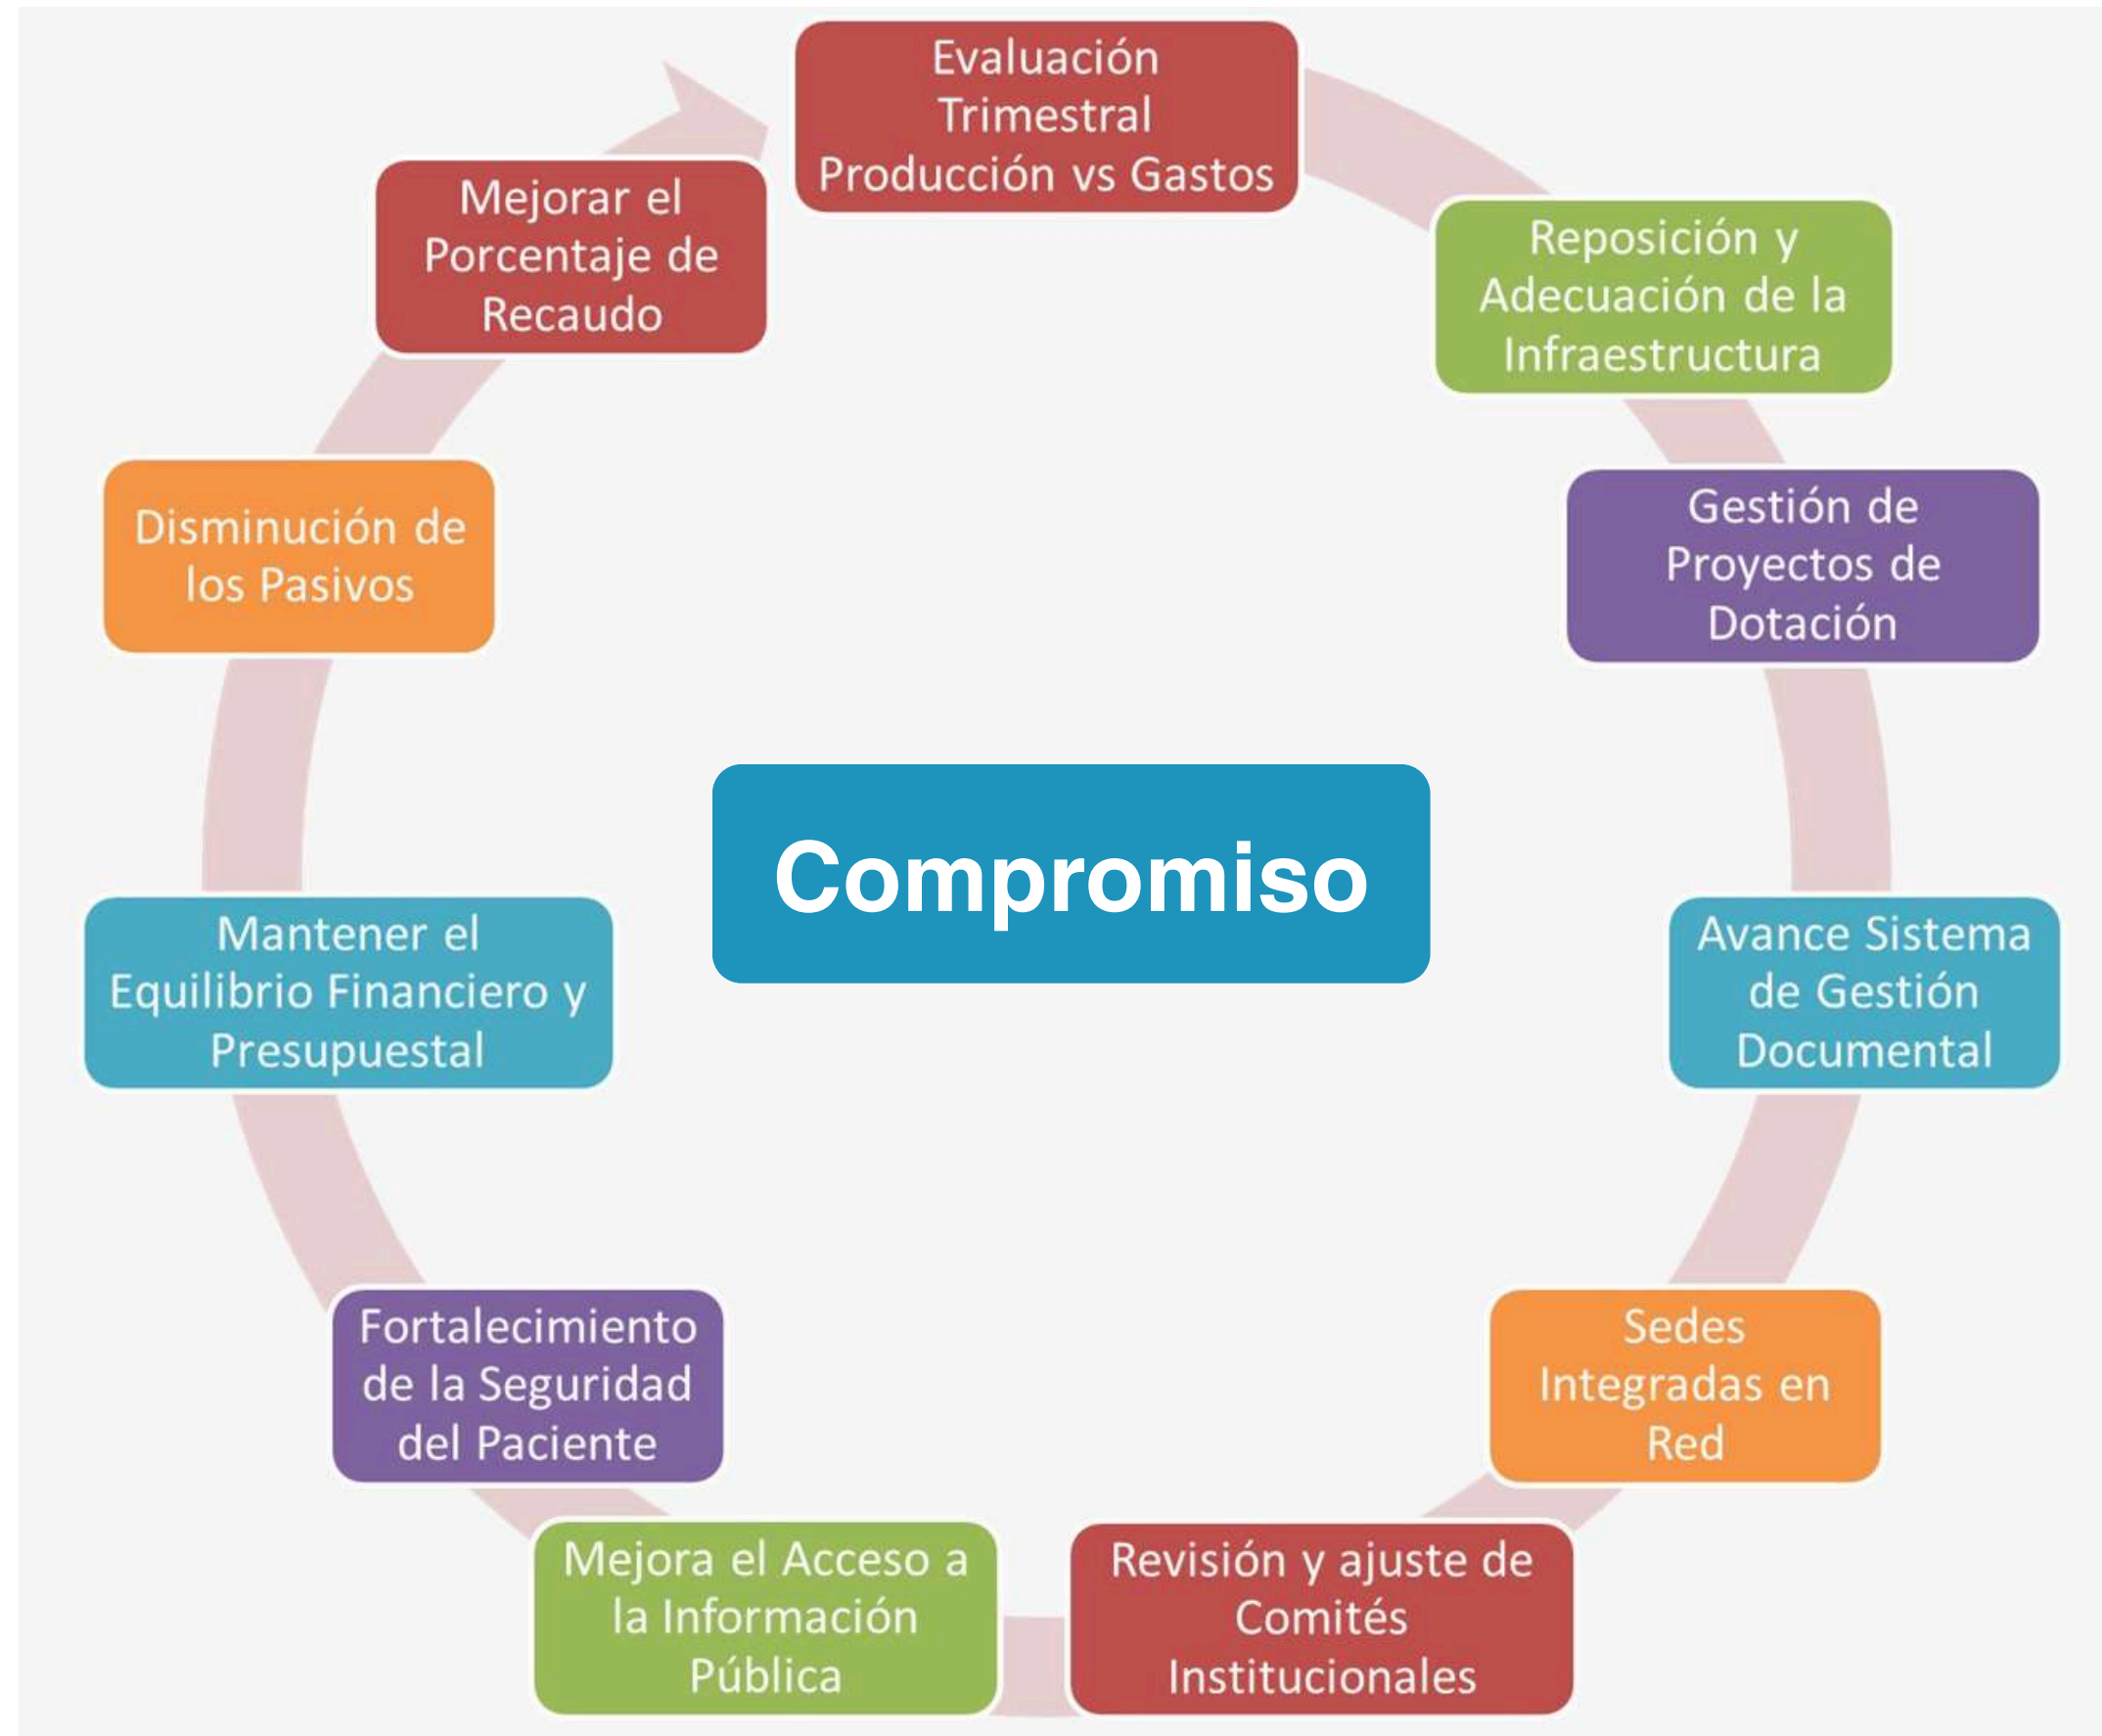 Evaluación
Trimestral
Producción vs Gastos
Reposición y
Adecuación de la
Infraestructura
Gestión de
Proyectos de
Dotación
Avance Sistema
de Gestión
Documental
Sedes
Integradas en
Red
Revisión y ajuste de
Comités
Institucionales
Mejora el Acceso a
la Información
Pública
Fortalecimiento
de la Seguridad
del Paciente
Mantener el
Equilibrio Financiero y
Presupuestal
Disminución de
los Pasivos
Mejorar el
Porcentaje de
Recaudo
Compromiso